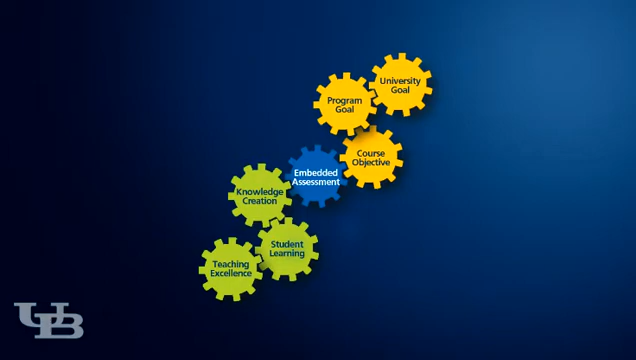 University
Goal
Program
Goal
Course
Objective
Embedded
Assessment
Knowledge
Creation
Student
Learning
Teaching
Excellence
UB